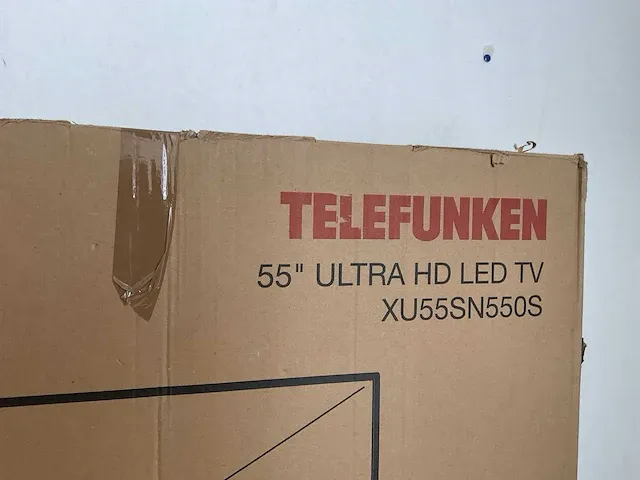 TELEFUNKEN
55" ULTRA HD LED TV
XU55SN550S